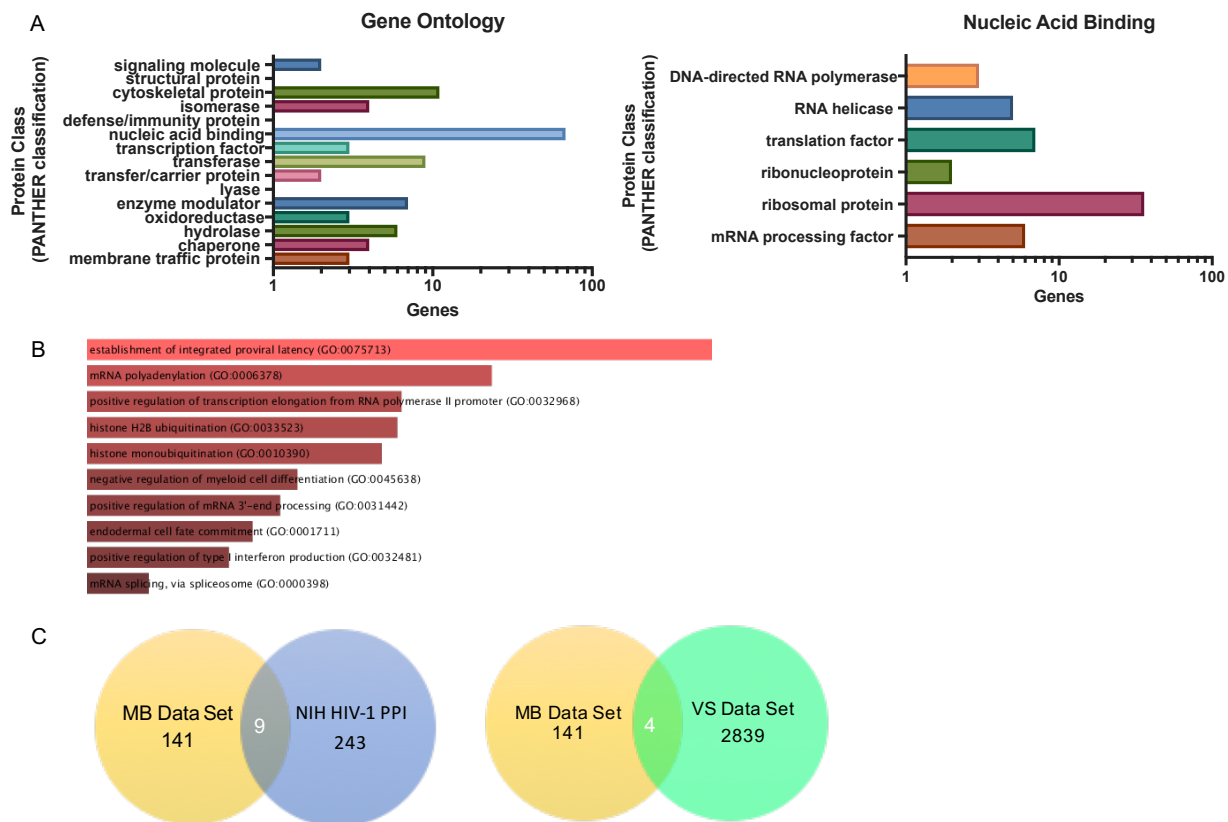 A
Gene Ontology
Protein Class
(PANTHER classification)
signaling molecule
structural protein
cytoskeletal protein
isomerase
defense/immunity protein
nucleic acid binding
transcription factor
transferase
transfer/carrier protein
lyase
enzyme modulator
oxidoreductase
hydrolase
chaperone
membrane traffic protein
1 10 100
Genes
Nucleic Acid Binding
Protein Class
(PANTHER classification)
DNA-directed RNA polymerase
RNA helicase
translation factor
ribonucleoprotein
ribosomal protein
mRNA processing factor
1 10 100
Genes
B
establishment of integrated proviral latency (GO:0075713)
mRNA polyadenylation (GO:0006378)
positive regulation of transcription elongation from RNA polymerase II promoter (GO:0032968)
histone H2B ubiquitination (GO:0033523)
histone monoubiquitination (GO:0010390)
negative regulation of myeloid cell differentiation (GO:0045638)
positive regulation of mRNA 3'-end processing (GO:0031442)
endodermal cell fate commitment (GO:0001711)
positive regulation of type I interferon production (GO:0032481)
mRNA splicing, via spliceosome (GO:0000398)
C
MB Data Set
141
9
NIH HIV-1 PPI
243
MB Data Set
141
4
VS Data Set
2839